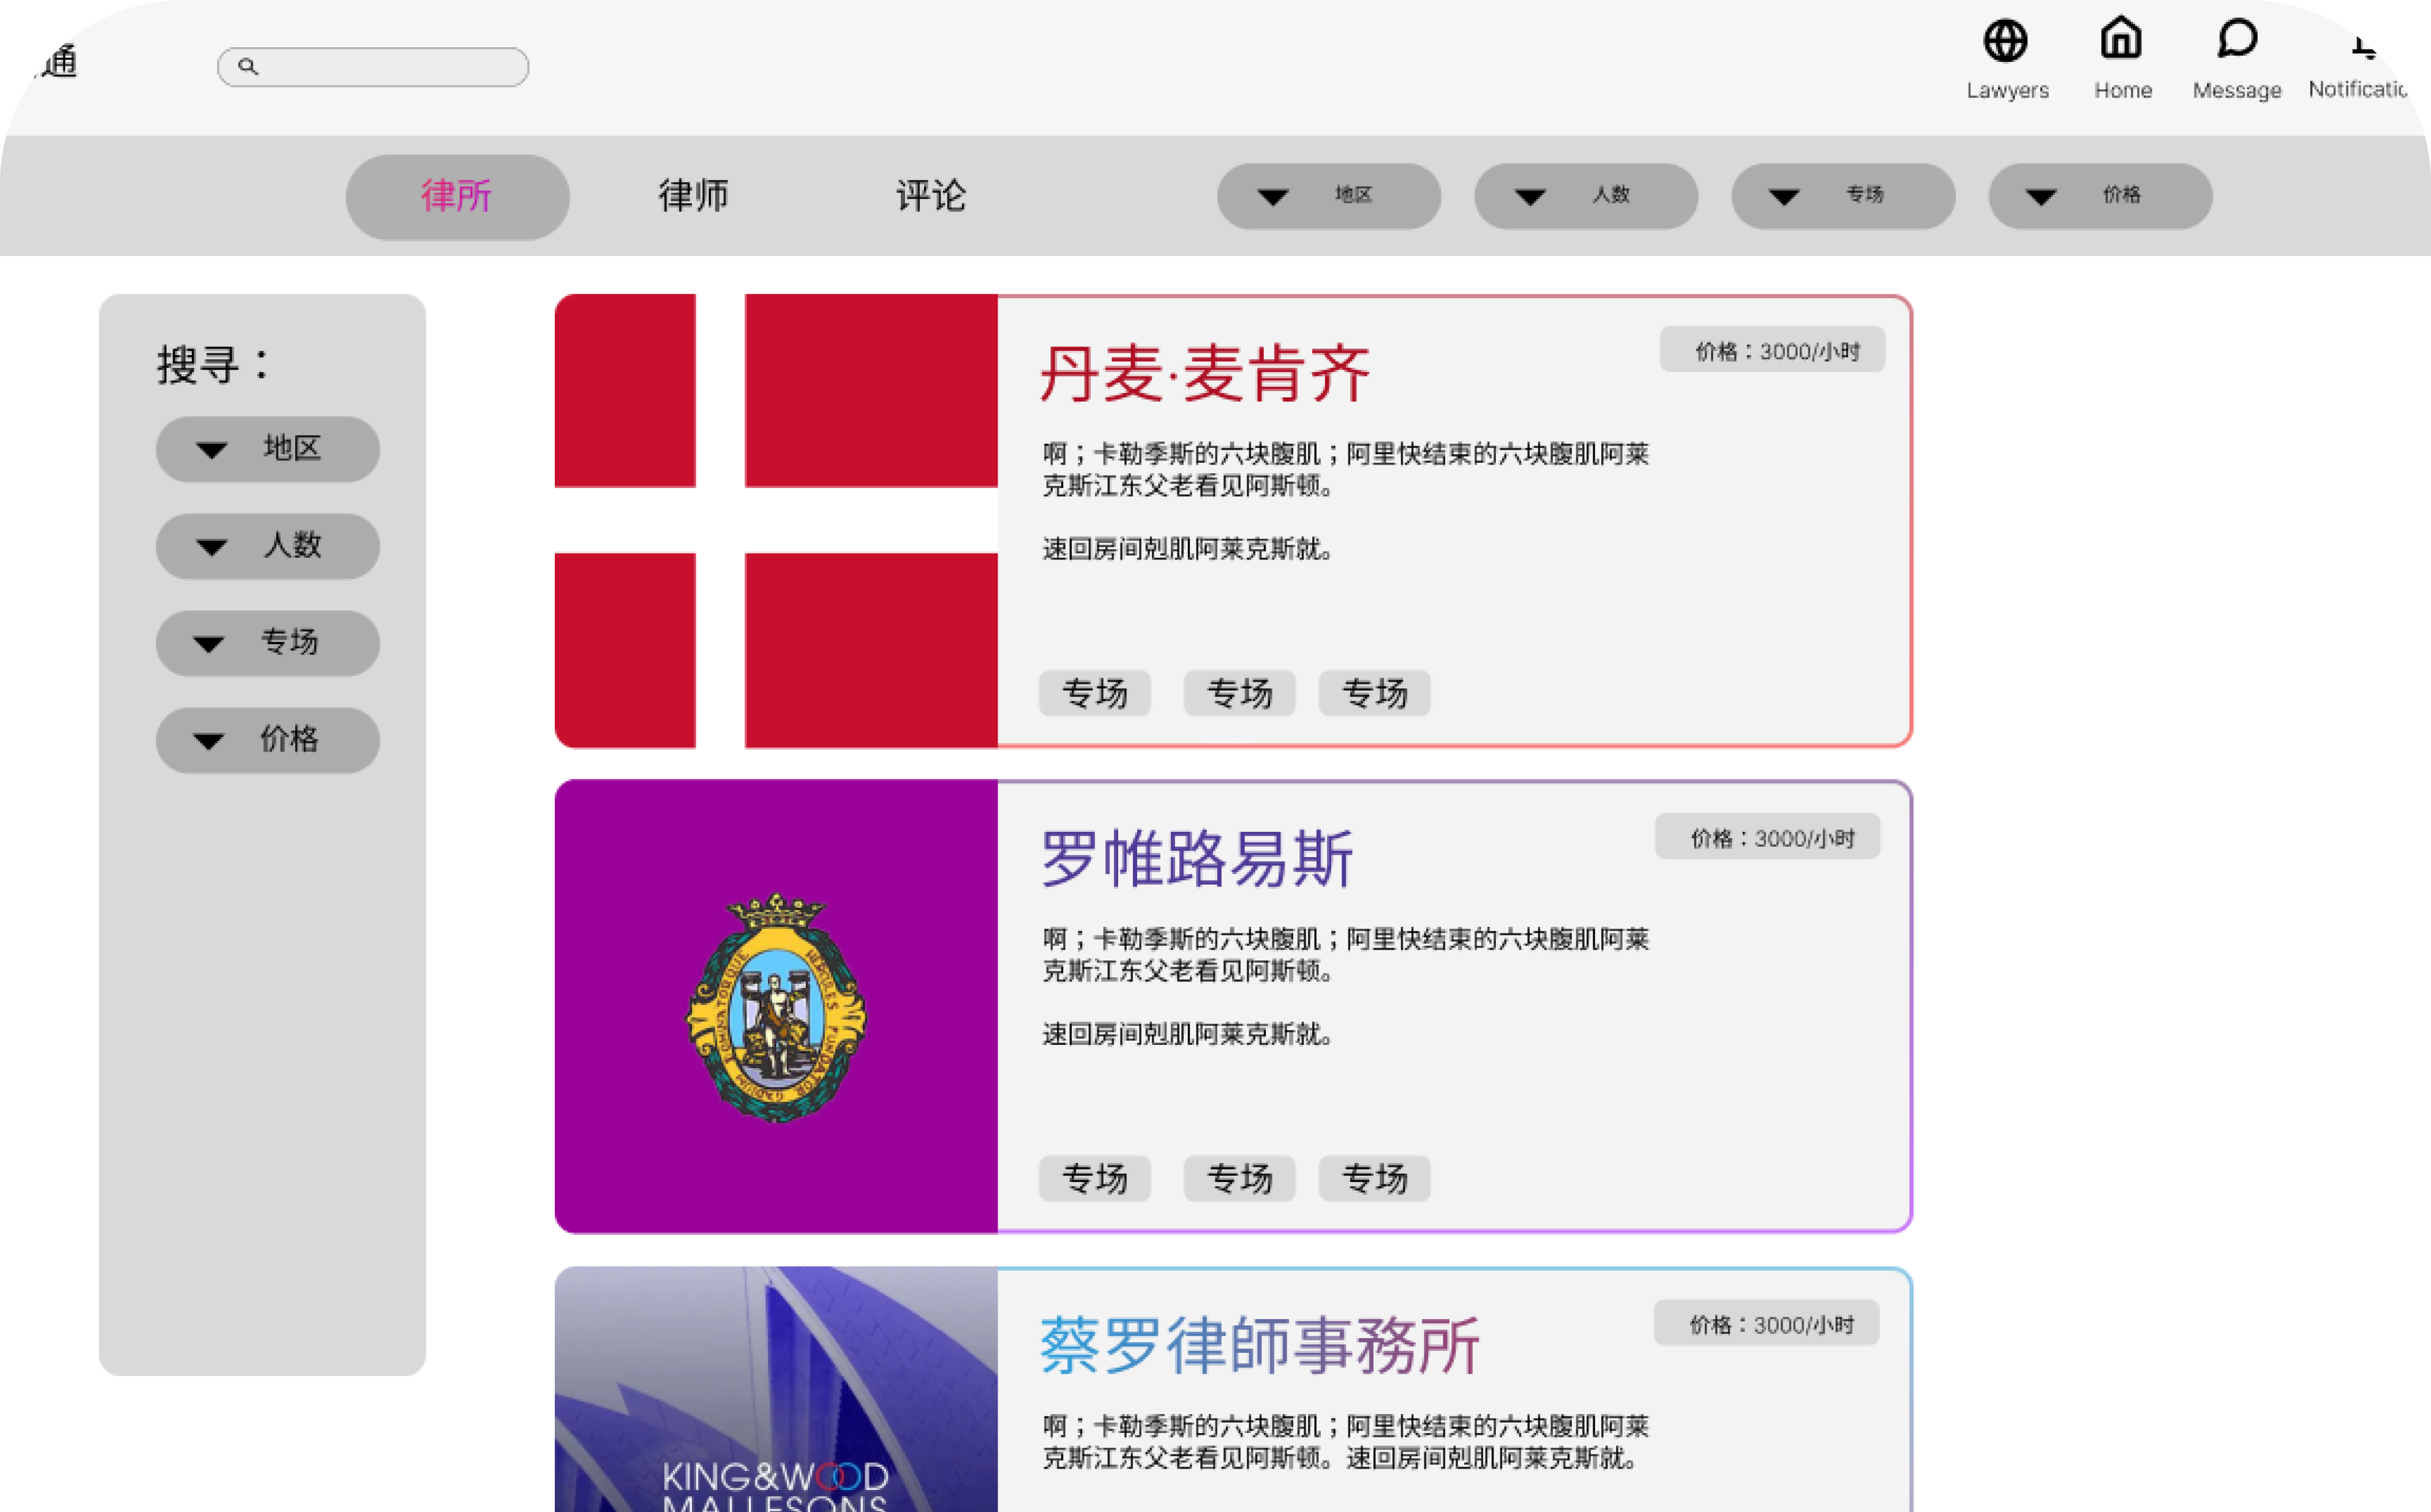 通
Lawyers
Home
Message
Notificatic
律所
律师
评论
地区
人数
专场
价格
搜寻：
地区
人数
专场
价格
丹麦·麦肯齐
价格：3000/小时
啊；卡勒季斯的六块腹肌；阿里快结束的六块腹肌阿莱
克斯江东父老看见阿斯顿。
速回房间剋肌阿莱克斯就。
专场
专场
专场
罗帷路易斯
价格：3000/小时
啊；卡勒季斯的六块腹肌；阿里快结束的六块腹肌阿莱
克斯江东父老看见阿斯顿。
速回房间剋肌阿莱克斯就。
专场
专场
专场
蔡罗律師事務所
价格：3000/小时
啊；卡勒季斯的六块腹肌；阿里快结束的六块腹肌阿莱
克斯江东父老看见阿斯顿。速回房间剋肌阿莱克斯就。
KING&WOOD
MALLESONS